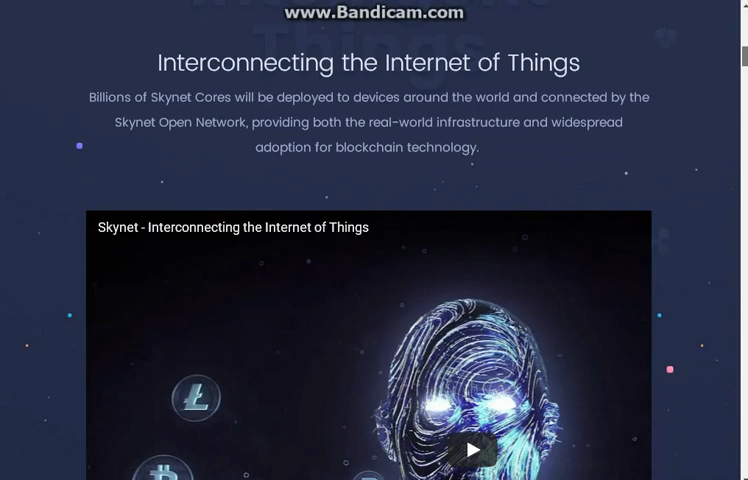 www.Bandicam.com
Things
Interconnecting the Internet of Things
Billions of Skynet Cores will be deployed to devices around the world and connected by the
Skynet Open Network, providing both the real-world infrastructure and widespread
adoption for blockchain technology.
Skynet - Interconnecting the Internet of Things